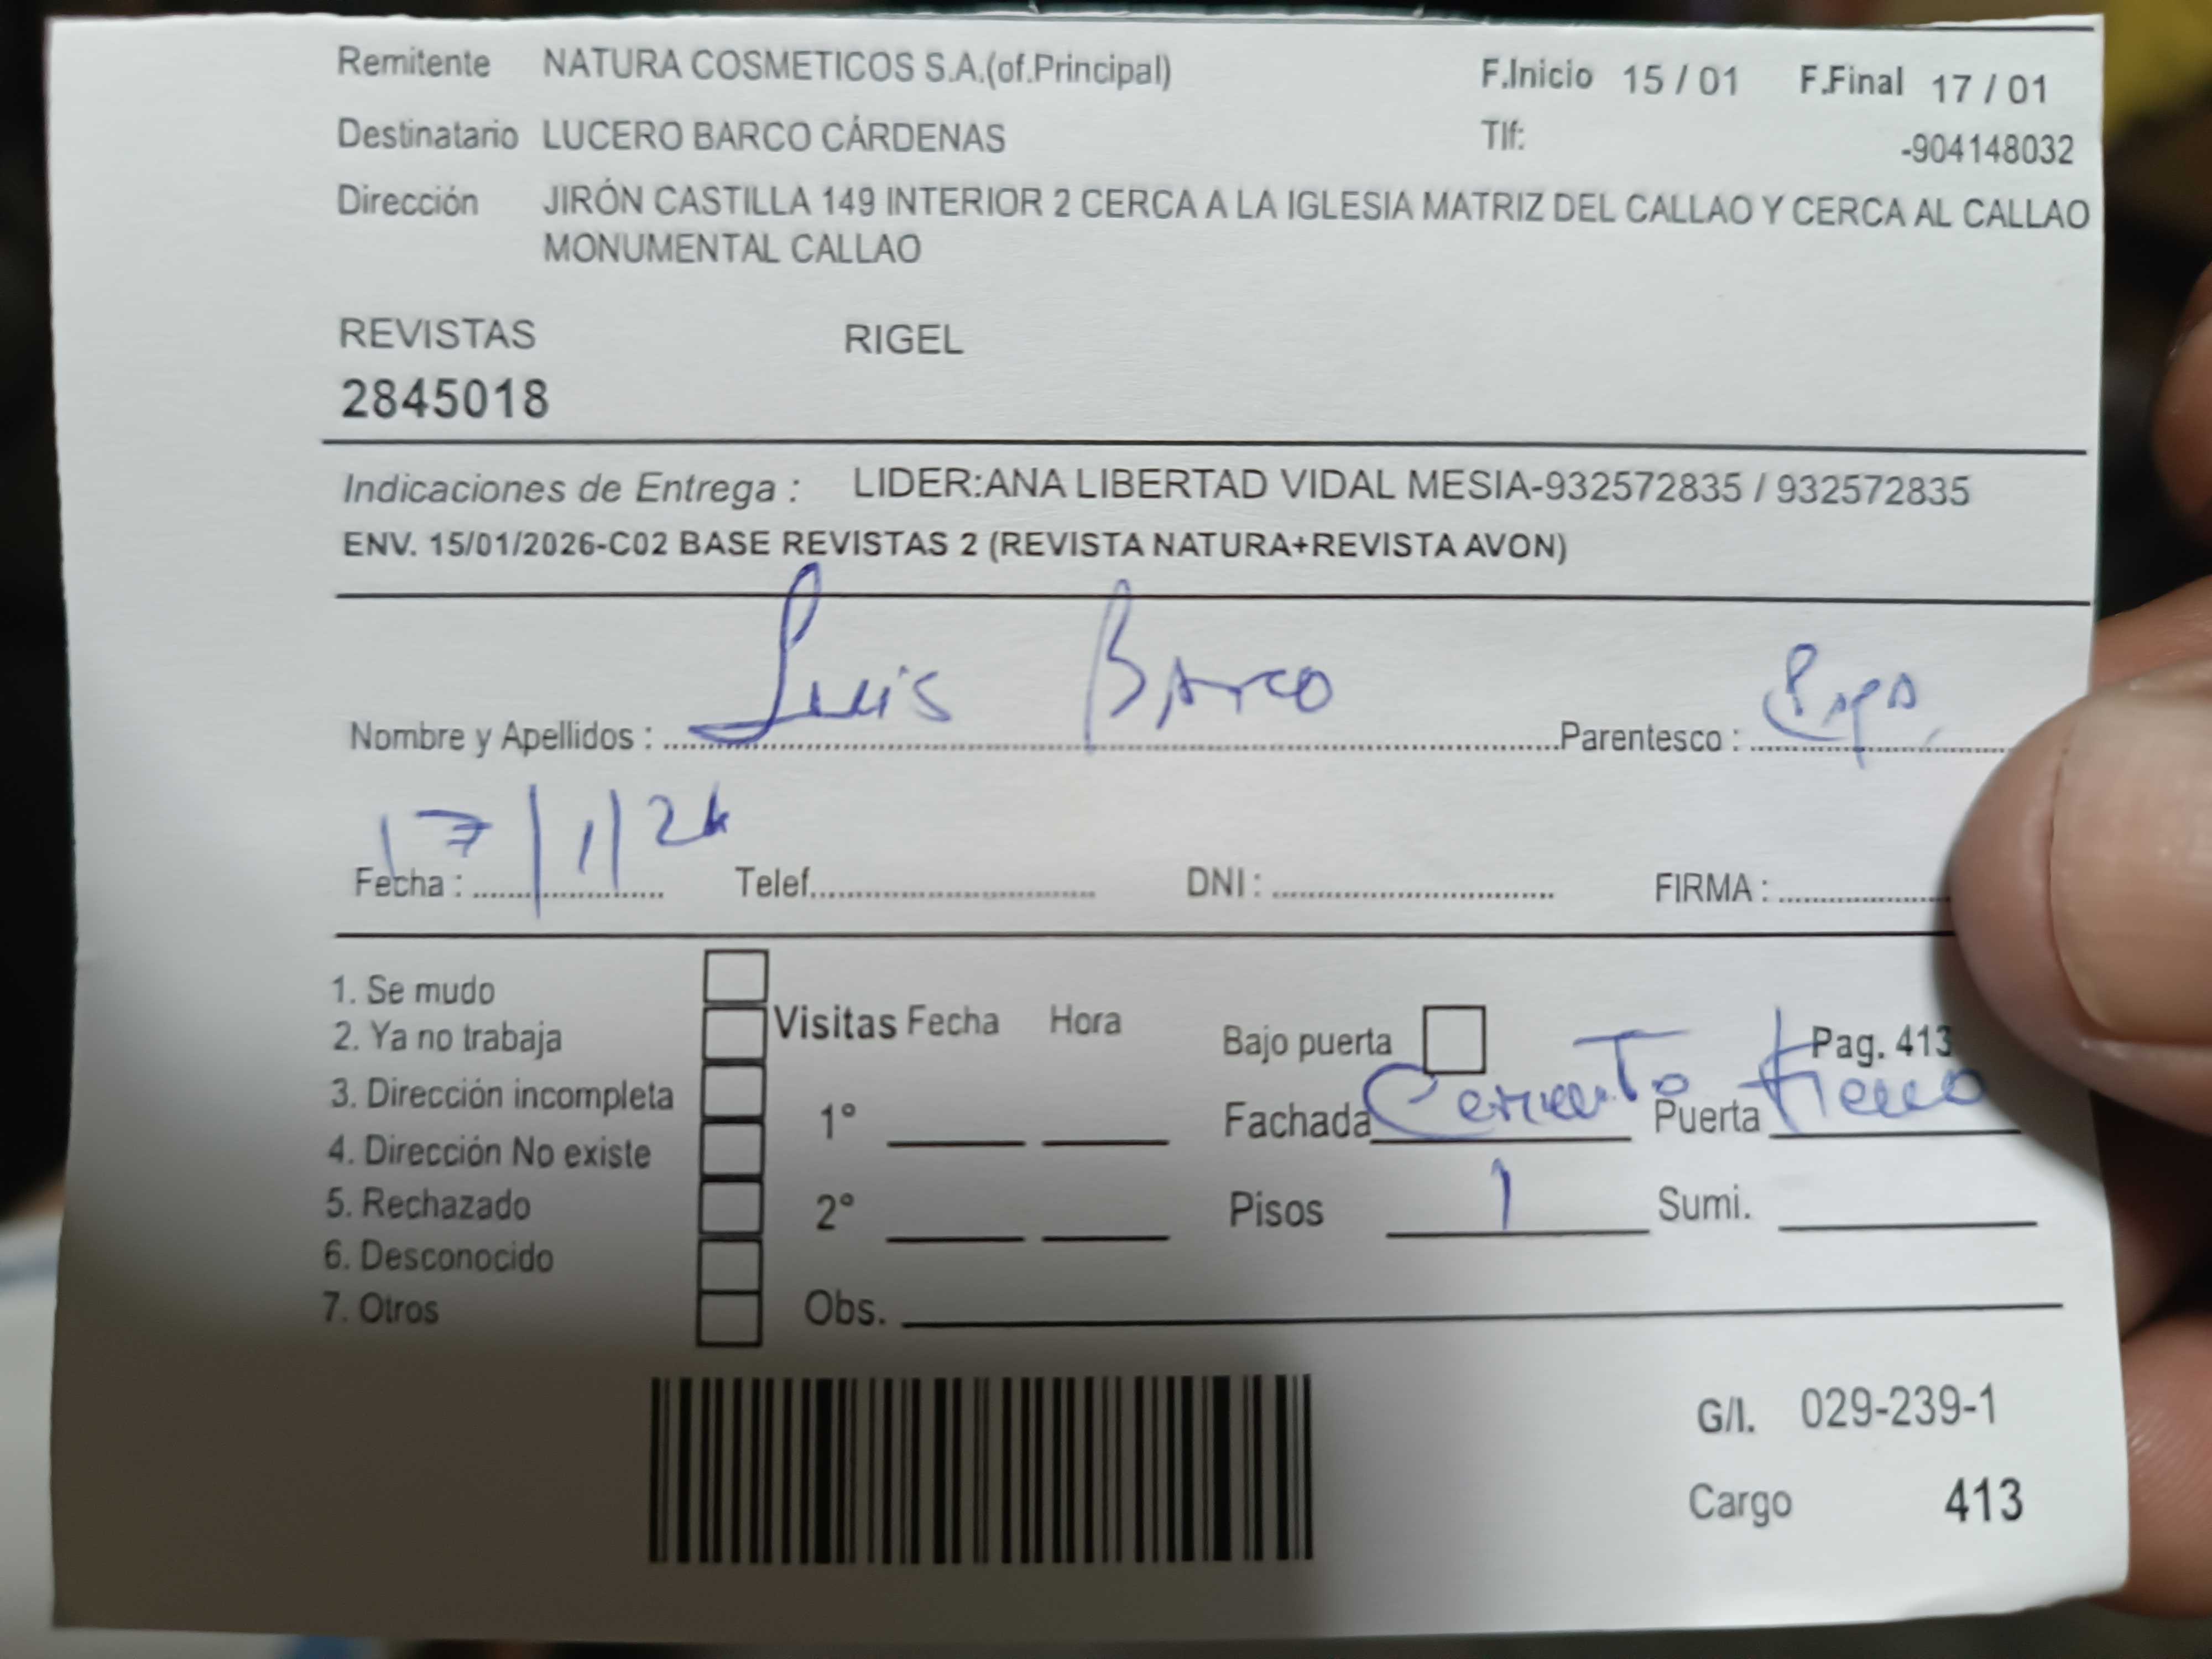 Remitente NATURA COSMETICOS S.A.(of.Principal) F.Inicio 15 / 01 F.Final 17 / 01
Destinatario LUCERO BARCO CÁRDENAS Tlf: -904148032
Dirección JIRÓN CASTILLA 149 INTERIOR 2 CERCA A LA IGLESIA MATRIZ DEL CALLAO Y CERCA AL CALLAO
MONUMENTAL CALLAO
REVISTAS RIGEL
2845018
Indicaciones de Entrega : LIDER:ANA LIBERTAD VIDAL MESIA-932572835 / 932572835
ENV. 15/01/2026-C02 BASE REVISTAS 2 (REVISTA NATURA+REVISTA AVON)
Nombre y Apellidos : Luis Barco Parentesco : Papa
Fecha : 17/1/26 Telef. DNI : FIRMA :
1. Se mudo
2. Ya no trabaja
3. Dirección incompleta
4. Dirección No existe
5. Rechazado
6. Desconocido
7. Otros
Visitas Fecha Hora
1°
2°
Obs.
Bajo puerta Pag. 413
Fachada Cemento Puerta fierro
Pisos 1 Sumi.
G/I. 029-239-1
Cargo 413